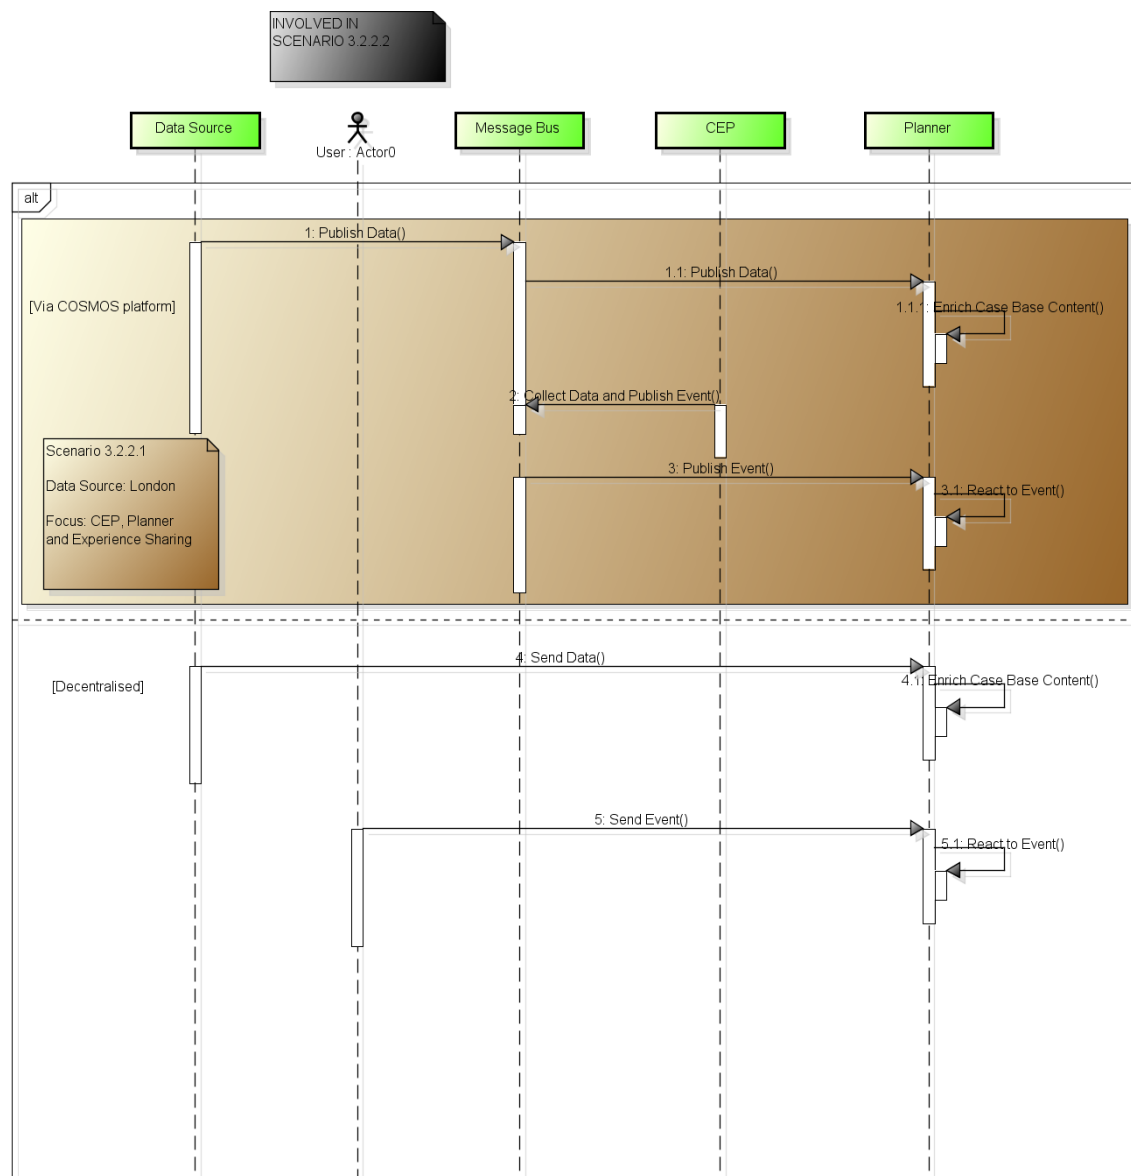 INVOLVED IN
SCENARIO 3.2.2.2
Data Source
User : Actor0
Message Bus
CEP
Planner
alt
1: Publish Data()
1.1: Publish Data()
[Via COSMOS platform]
1.1.1: Enrich Case Base Content()
2: Collect Data and Publish Event()
Scenario 3.2.2.1
Data Source: London
Focus: CEP, Planner
and Experience Sharing
3: Publish Event()
3.1: React to Event()
4: Send Data()
[Decentralised]
4.1: Enrich Case Base Content()
5: Send Event()
5.1: React to Event()